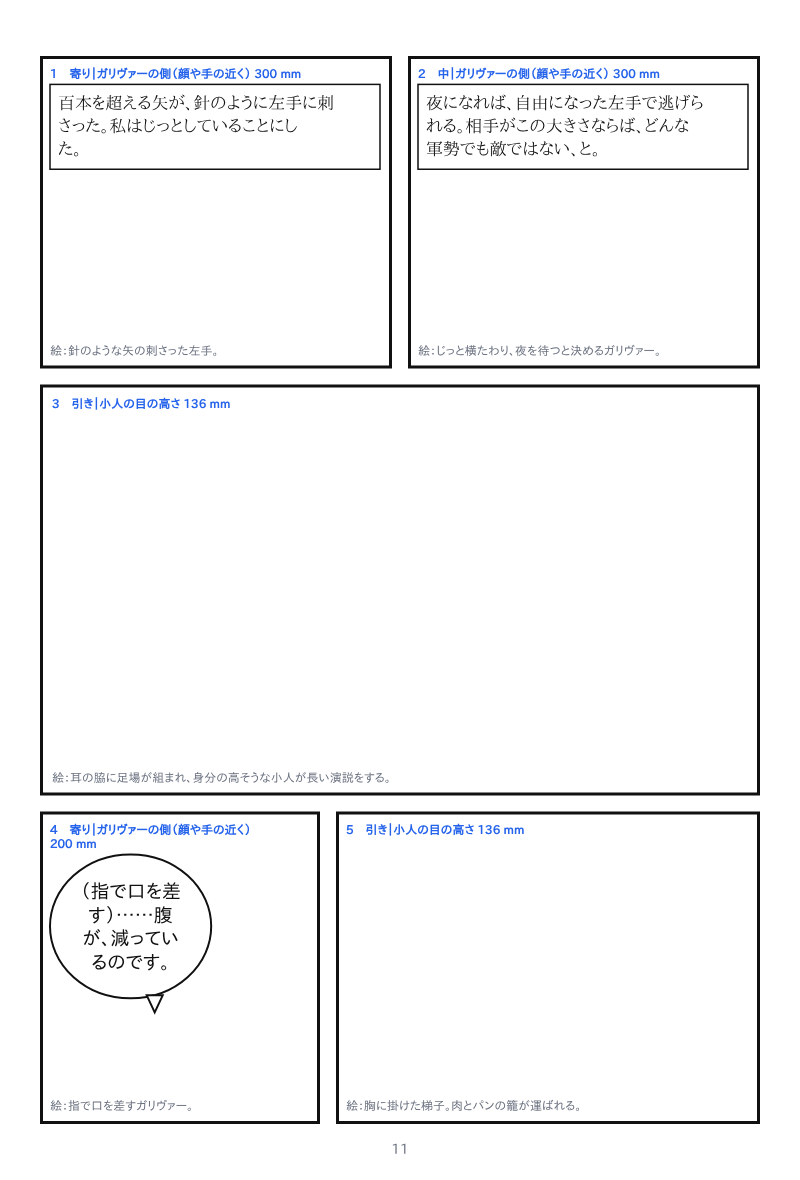 1　寄り|ガリヴァーの側（顔や手の近く） 300 mm
百本を超える矢が、針のように左手に刺
さった。私はじっとしていることにし
た。
絵：針のような矢の刺さった左手。
2　中|ガリヴァーの側（顔や手の近く） 300 mm
夜になれば、自由になった左手で逃げら
れる。相手がこの大きさならば、どんな
軍勢でも敵ではない、と。
絵：じっと横たわり、夜を待つと決めるガリヴァー。
3　引き|小人の目の高さ 136 mm
絵：耳の脇に足場が組まれ、身分の高そうな小人が長い演説をする。
4　寄り|ガリヴァーの側（顔や手の近く）
200 mm
（指で口を差
す）……腹
が、減ってい
るのです。
絵：指で口を差すガリヴァー。
5　引き|小人の目の高さ 136 mm
絵：胸に掛けた梯子。肉とパンの籠が運ばれる。
11